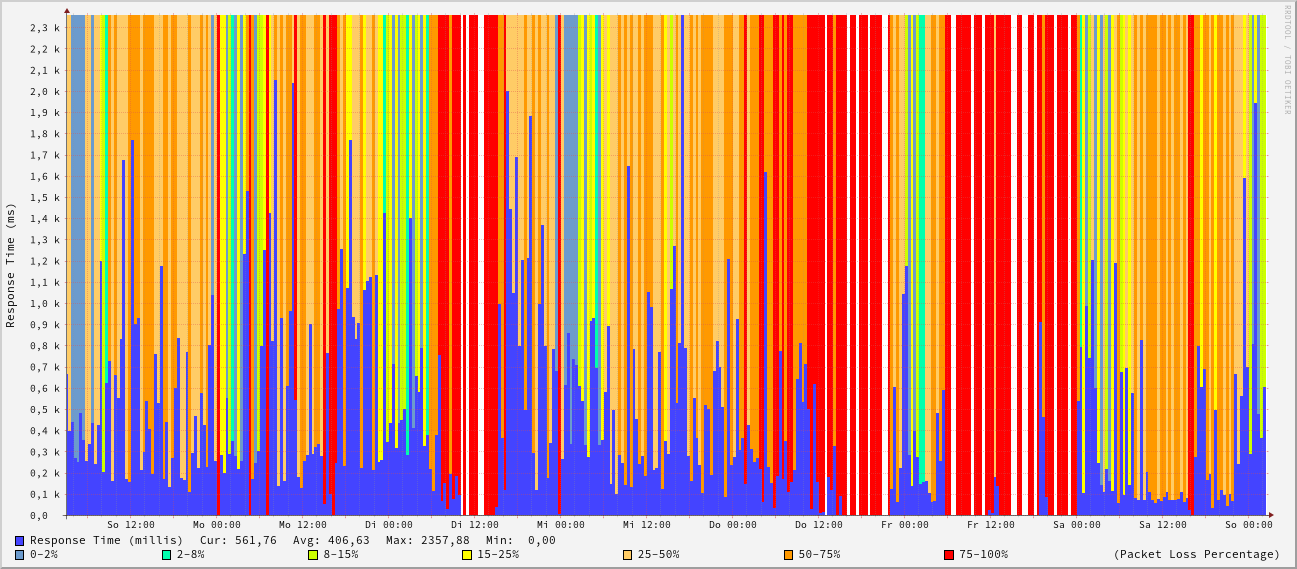 RRDTOOL / TOBI OETIKER
Response Time (ms)
2,3 k
2,2 k
2,1 k
2,0 k
1,9 k
1,8 k
1,7 k
1,6 k
1,5 k
1,4 k
1,3 k
1,2 k
1,1 k
1,0 k
0,9 k
0,8 k
0,7 k
0,6 k
0,5 k
0,4 k
0,3 k
0,2 k
0,1 k
0,0
So 12:00 Mo 00:00 Mo 12:00 Di 00:00 Di 12:00 Mi 00:00 Mi 12:00 Do 00:00 Do 12:00 Fr 00:00 Fr 12:00 Sa 00:00 Sa 12:00 So 00:00
Response Time (millis) Cur: 561,76 Avg: 406,63 Max: 2357,88 Min: 0,00
0-2% 2-8% 8-15% 15-25% 25-50% 50-75% 75-100% (Packet Loss Percentage)